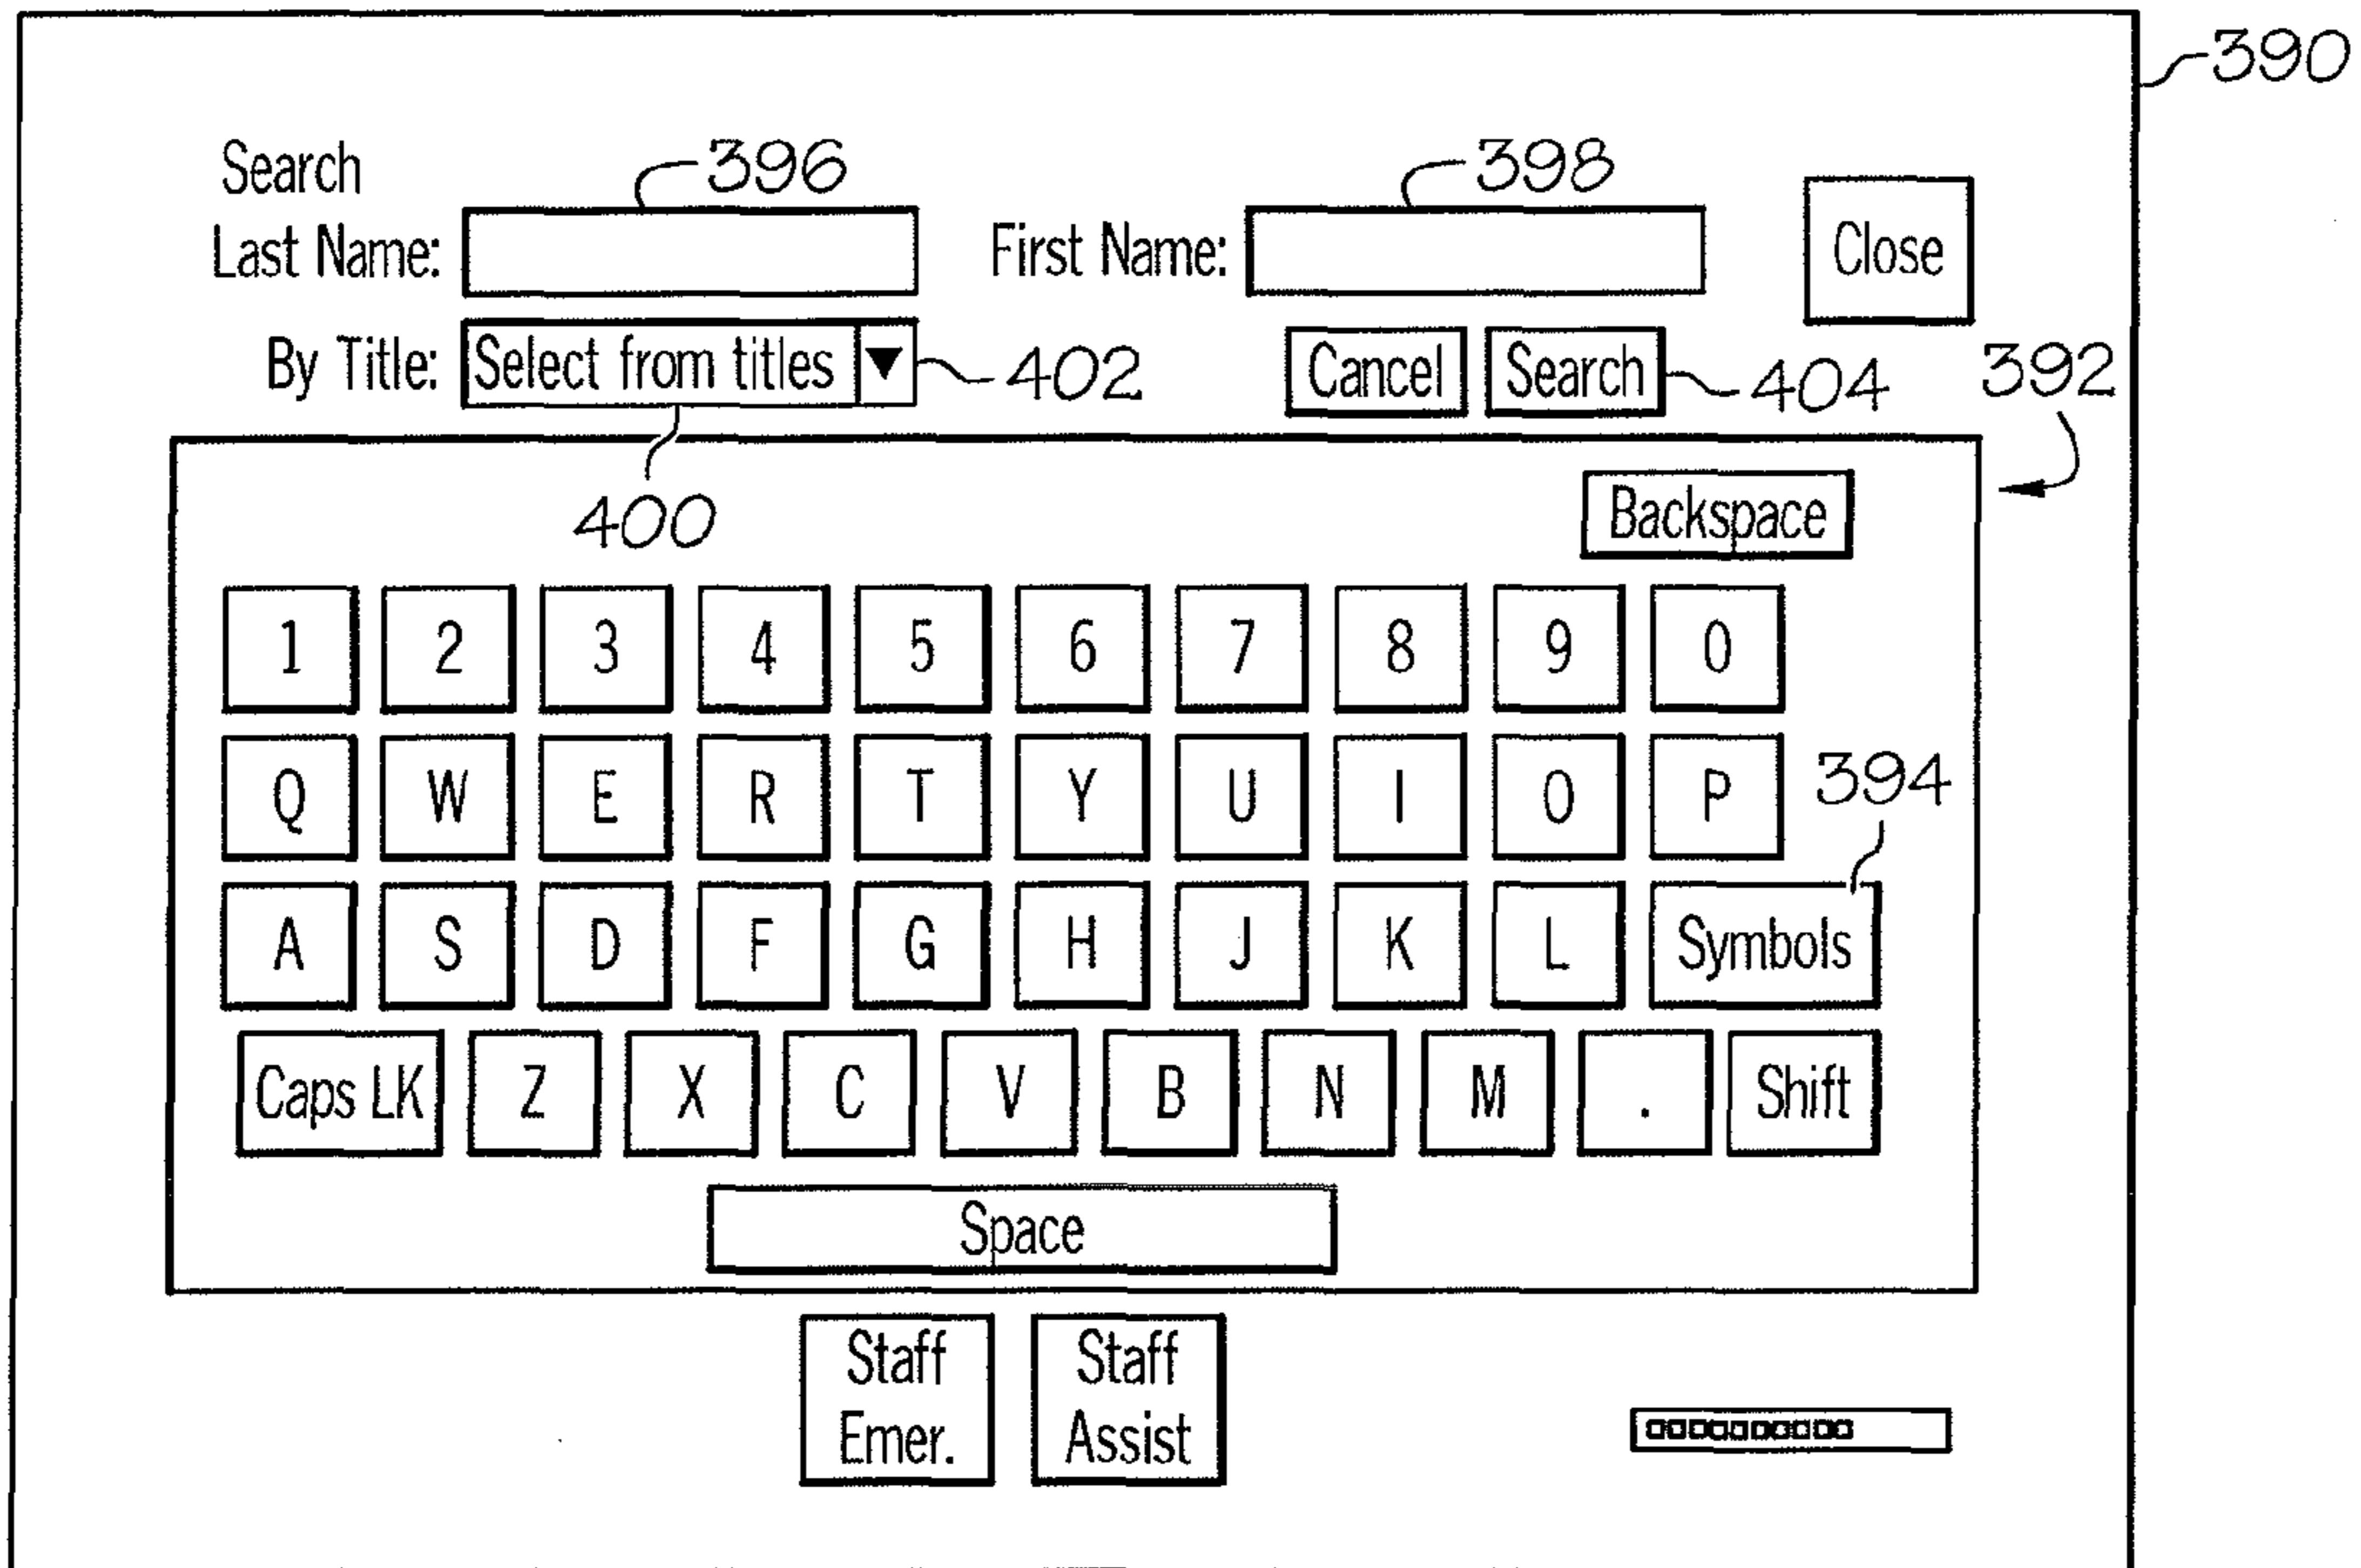 390
Search 396 398
Last Name: First Name: Close
By Title: Select from titles ▼ 402 Cancel Search 404 392
400 Backspace
1 2 3 4 5 6 7 8 9 0
Q W E R T Y U I O P 394
A S D F G H J K L Symbols
Caps LK Z X C V B N M . Shift
Space
Staff Staff
Emer. Assist